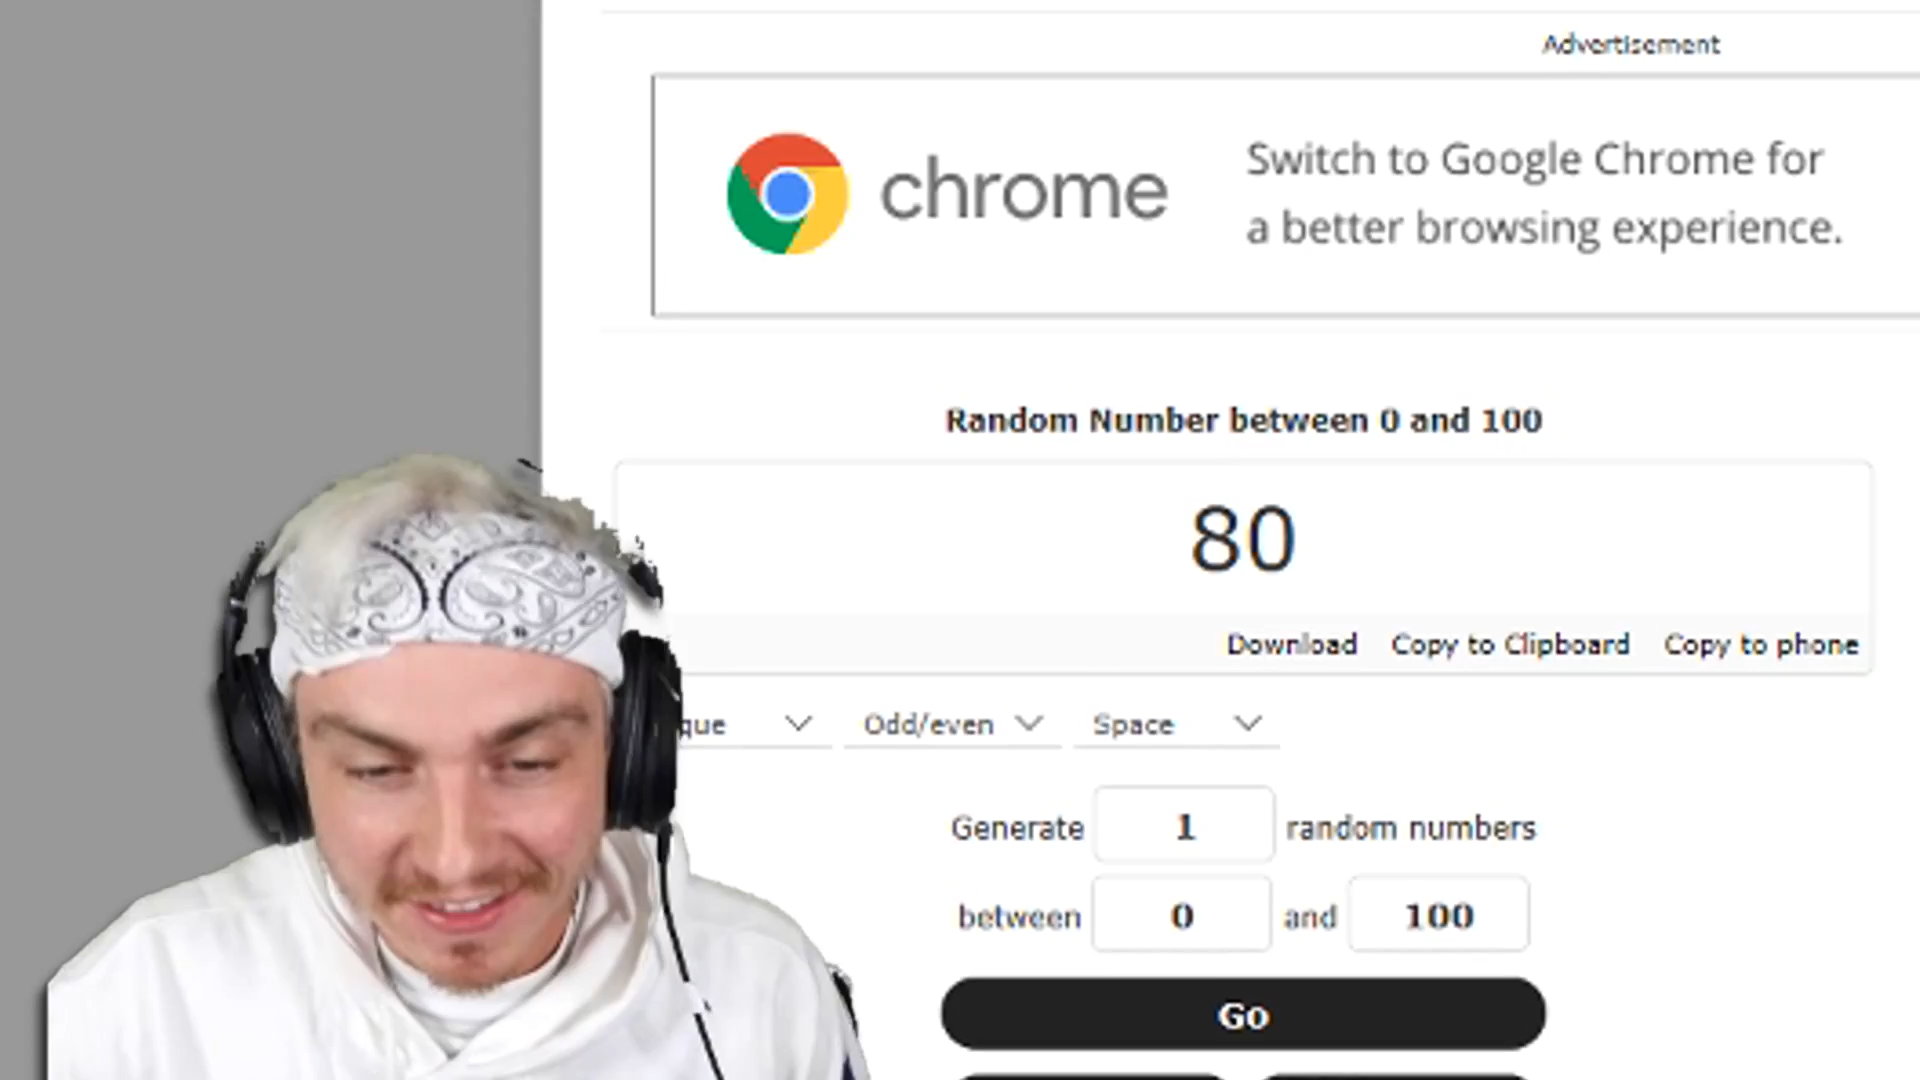 Advertisement
chrome
Switch to Google Chrome for
a better browsing experience.
Random Number between 0 and 100
80
Download Copy to Clipboard Copy to phone
Odd/even Space
Generate 1 random numbers
between 0 and 100
Go